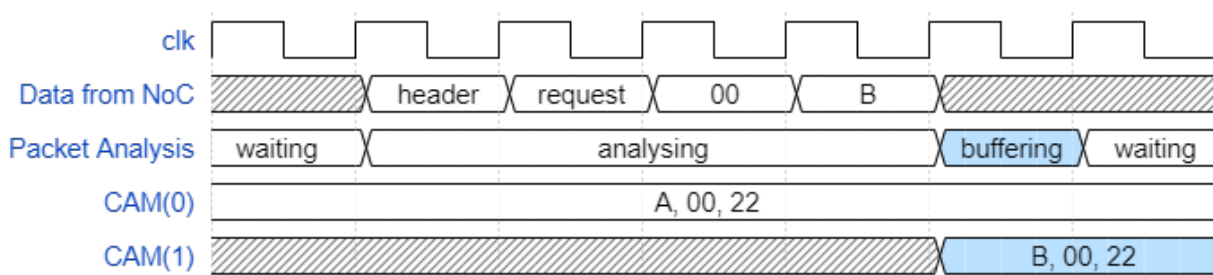 clk
Data from NoC header request 00 B
Packet Analysis waiting analysing buffering waiting
CAM(0) A, 00, 22
CAM(1) B, 00, 22